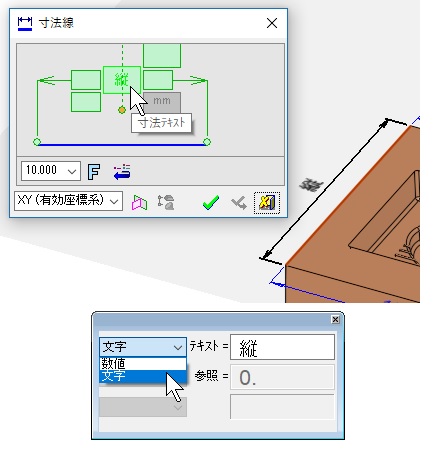 寸法線
縦
mm
寸法ﾃｷｽﾄ
10.000
XY (有効座標系)
縦
文字
ﾃｷｽﾄ =
縦
数値
文字
参照 =
0.